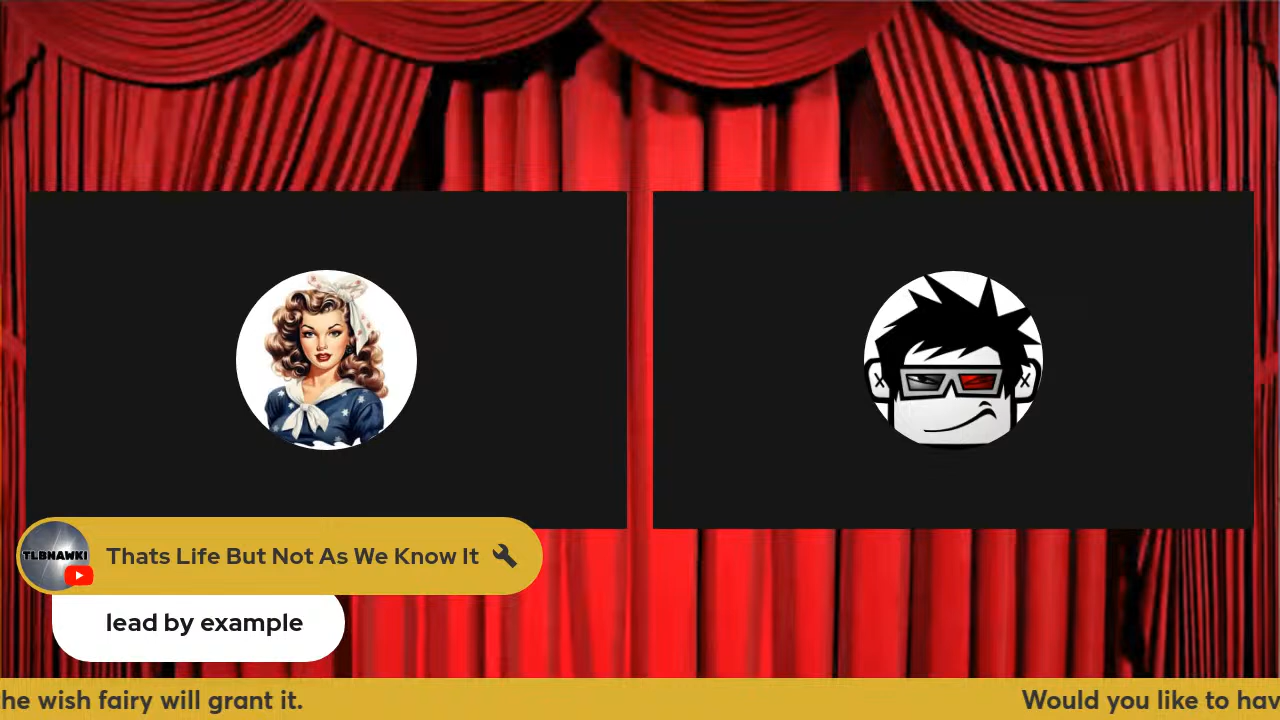 TLBNAWKI
Thats Life But Not As We Know It
lead by example
he wish fairy will grant it. Would you like to hav